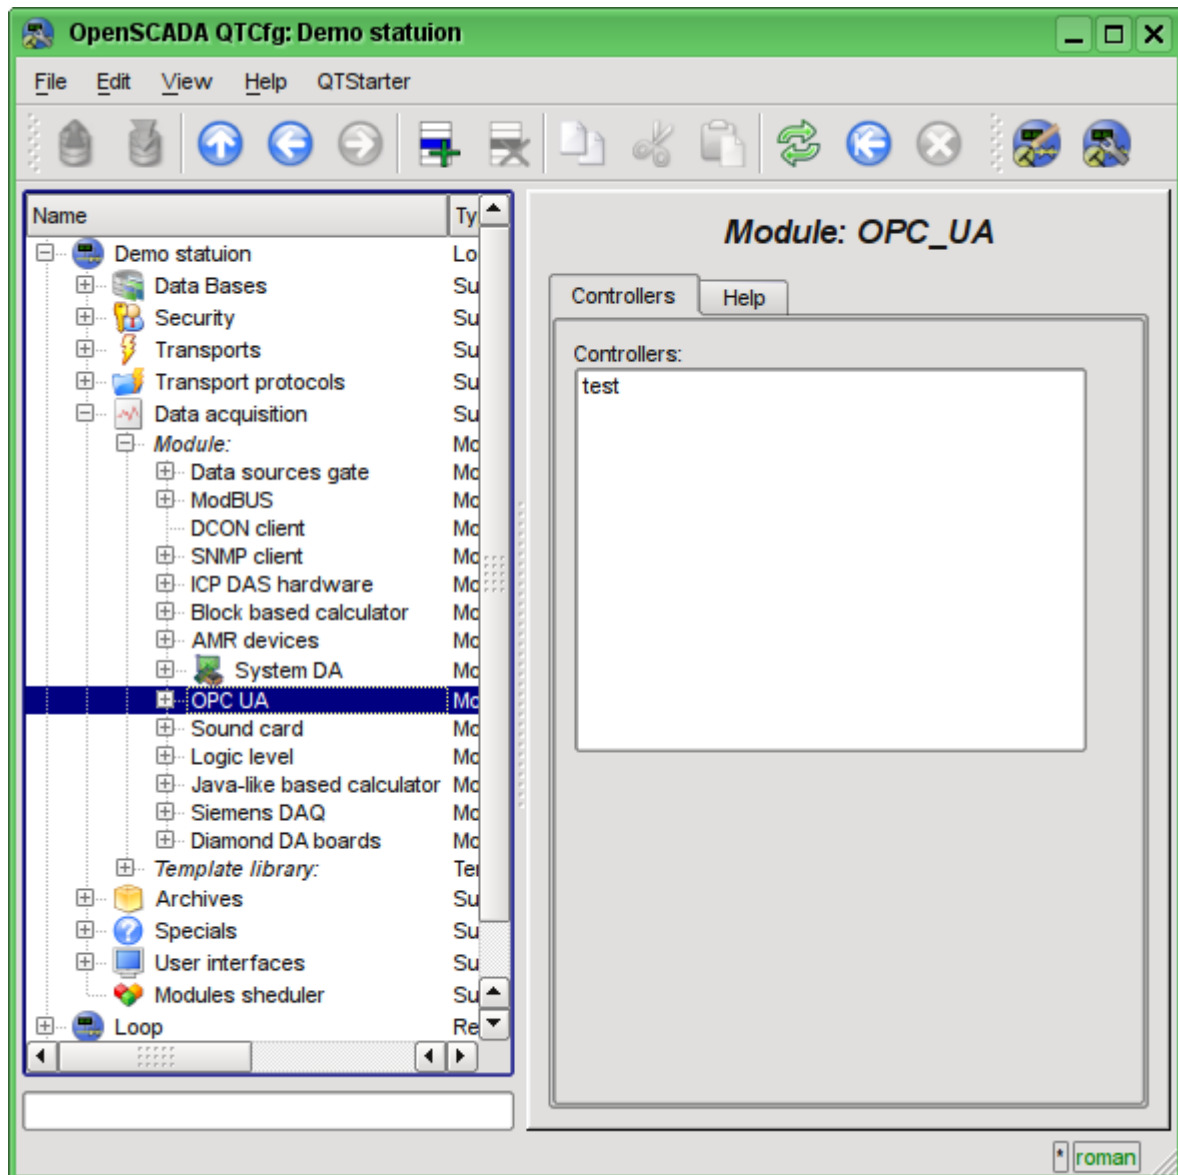 OpenSCADA QTCfg: Demo statuion
File Edit View Help QTStarter
Name Ty
Demo statuion Lo
Data Bases Su
Security Su
Transports Su
Transport protocols Su
Data acquisition Su
Module: Mo
Data sources gate Mo
ModBUS Mo
DCON client Mo
SNMP client Mo
ICP DAS hardware Mo
Block based calculator Mo
AMR devices Mo
System DA Mo
OPC UA Mo
Sound card Mo
Logic level Mo
Java-like based calculator Mo
Siemens DAQ Mo
Diamond DA boards Mo
Template library: Ter
Archives Su
Specials Su
User interfaces Su
Modules sheduler Su
Loop Re
Module: OPC_UA
Controllers Help
Controllers:
test
* roman